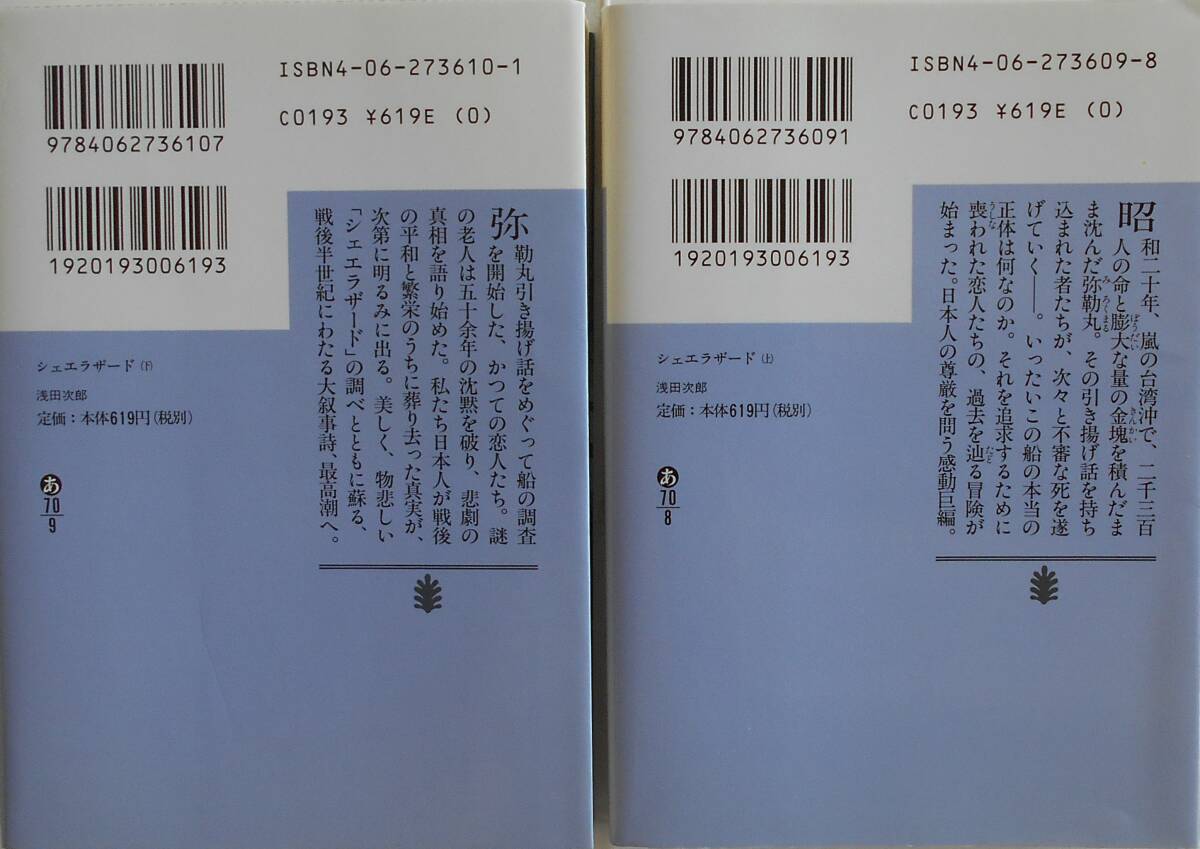 ISBN4-06-273610-1
C0193 ¥619E (0)
9784062736107
1920193006193
シェエラザード(下)
浅田次郎
定価:本体619円(税別)
あ
70
9
弥勒丸引き揚げ話をめぐって船の調査
を開始した、かつての恋人たち。謎
の老人は五十余年の沈黙を破り、悲劇の
真相を語り始めた。私たち日本人が戦後
の平和と繁栄のうちに葬り去った真実が、
次第に明るみに出る。美しく、物悲しい
「シェエラザード」の調べとともに蘇る、
戦後半世紀にわたる大叙事詩、最高潮へ。
ISBN4-06-273609-8
C0193 ¥619E (0)
9784062736091
1920193006193
シェエラザード(上)
浅田次郎
定価:本体619円(税別)
あ
70
8
昭和二十年、嵐の台湾沖で、二千三百
人の命と膨大な量の金塊を積んだま
ま沈んだ弥勒丸。その引き揚げ話を持ち
込まれた者たちが、次々と不審な死を遂
げていく――。いったいこの船の本当の
正体は何なのか。それを追求するために
喪われた恋人たちの、過去を辿る冒険が
始まった。日本人の尊厳を問う感動巨編。